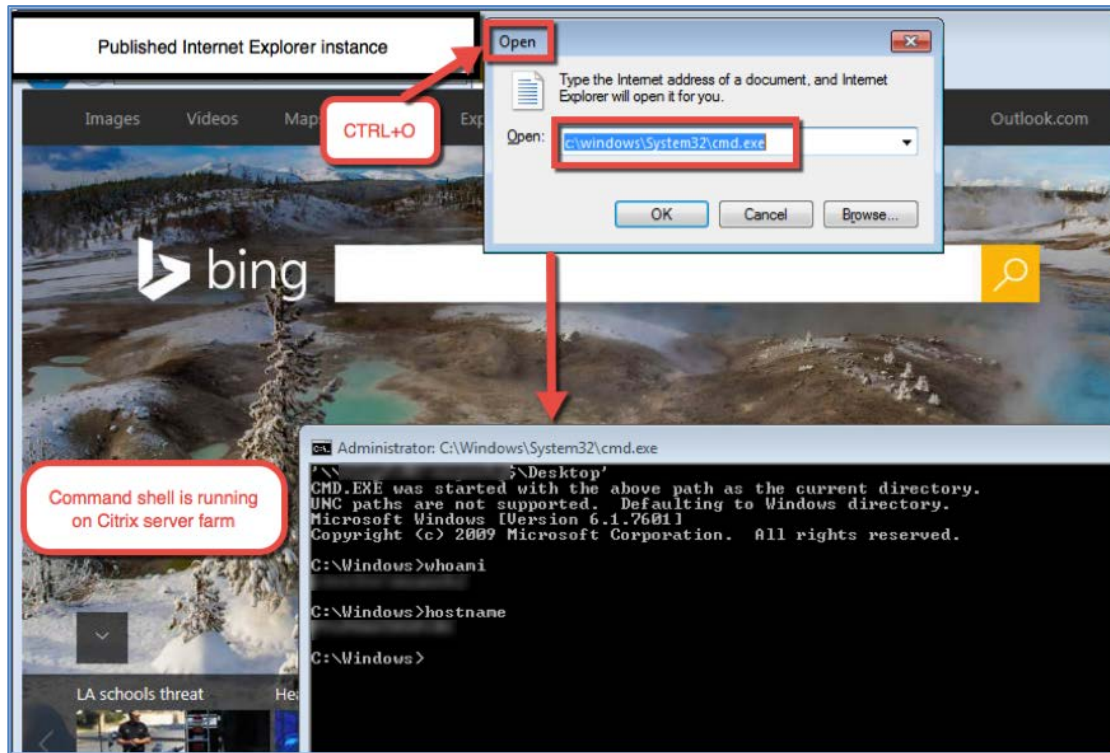 Published Internet Explorer instance
Open
Type the Internet address of a document, and Internet
Explorer will open it for you.
CTRL+O
Images Videos Map Exp Outlook.com
Open: c:\windows\System32\cmd.exe
OK Cancel Browse...
bing
Administrator: C:\Windows\System32\cmd.exe
'\\ $\Desktop'
CMD.EXE was started with the above path as the current directory.
UNC paths are not supported. Defaulting to Windows directory.
Microsoft Windows [Version 6.1.7601]
Copyright (c) 2009 Microsoft Corporation. All rights reserved.
Command shell is running
on Citrix server farm
C:\Windows>whoami
C:\Windows>hostname
C:\Windows>
LA schools threat Hea